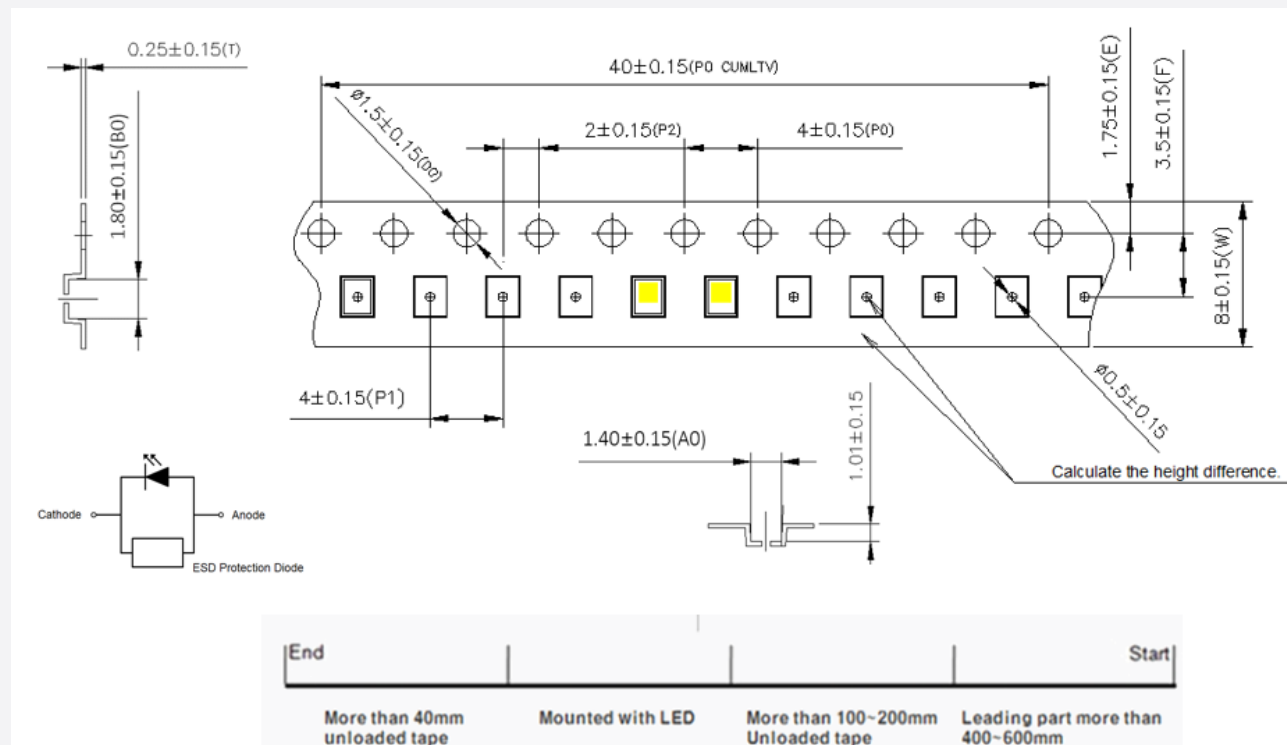 0.25±0.15(T)
40±0.15(P0 CUMLTV)
1.75±0.15(E)
3.5±0.15(F)
Ø1.5±0.15(D0)
2±0.15(P2)
4±0.15(P0)
1.80±0.15(B0)
8±0.15(W)
4±0.15(P1)
Ø0.5±0.15
1.40±0.15(A0)
1.01±0.15
Calculate the height difference.
Cathode
Anode
ESD Protection Diode
End
Start
More than 40mm
unloaded tape
Mounted with LED
More than 100~200mm
Unloaded tape
Leading part more than
400~600mm